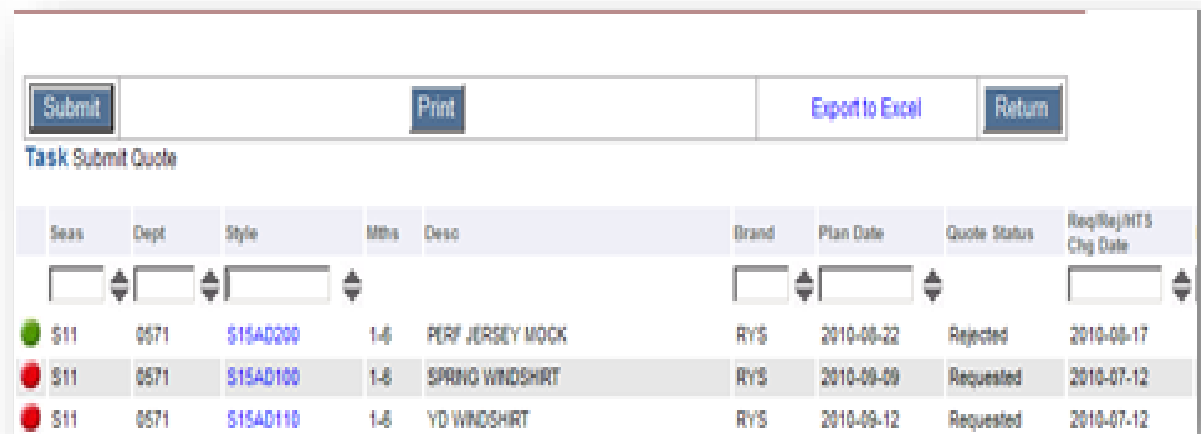 Submit Print Export to Excel Return
Task Submit Quote
Seas Dept Style Mths Desc Brand Plan Date Quote Status Req/Rej/HTS
Chg Date
S11 0571 S15AD200 1-6 PERF JERSEY MOCK RYS 2010-08-22 Rejected 2010-08-17
S11 0571 S15AD100 1-6 SPRING WINDSHIRT RYS 2010-09-09 Requested 2010-07-12
S11 0571 S15AD110 1-6 YD WINDSHIRT RYS 2010-09-12 Requested 2010-07-12